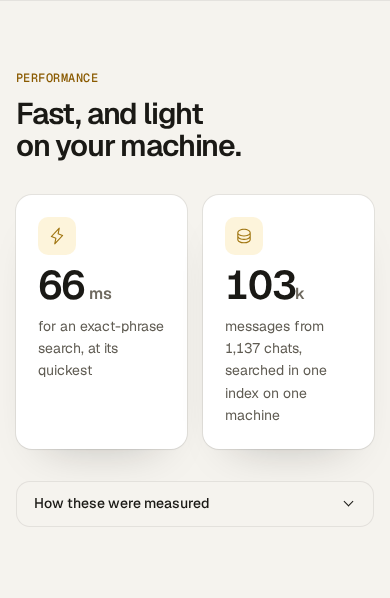 PERFORMANCE
Fast, and light
on your machine.
66 ms
for an exact-phrase
search, at its
quickest
103k
messages from
1,137 chats,
searched in one
index on one
machine
How these were measured